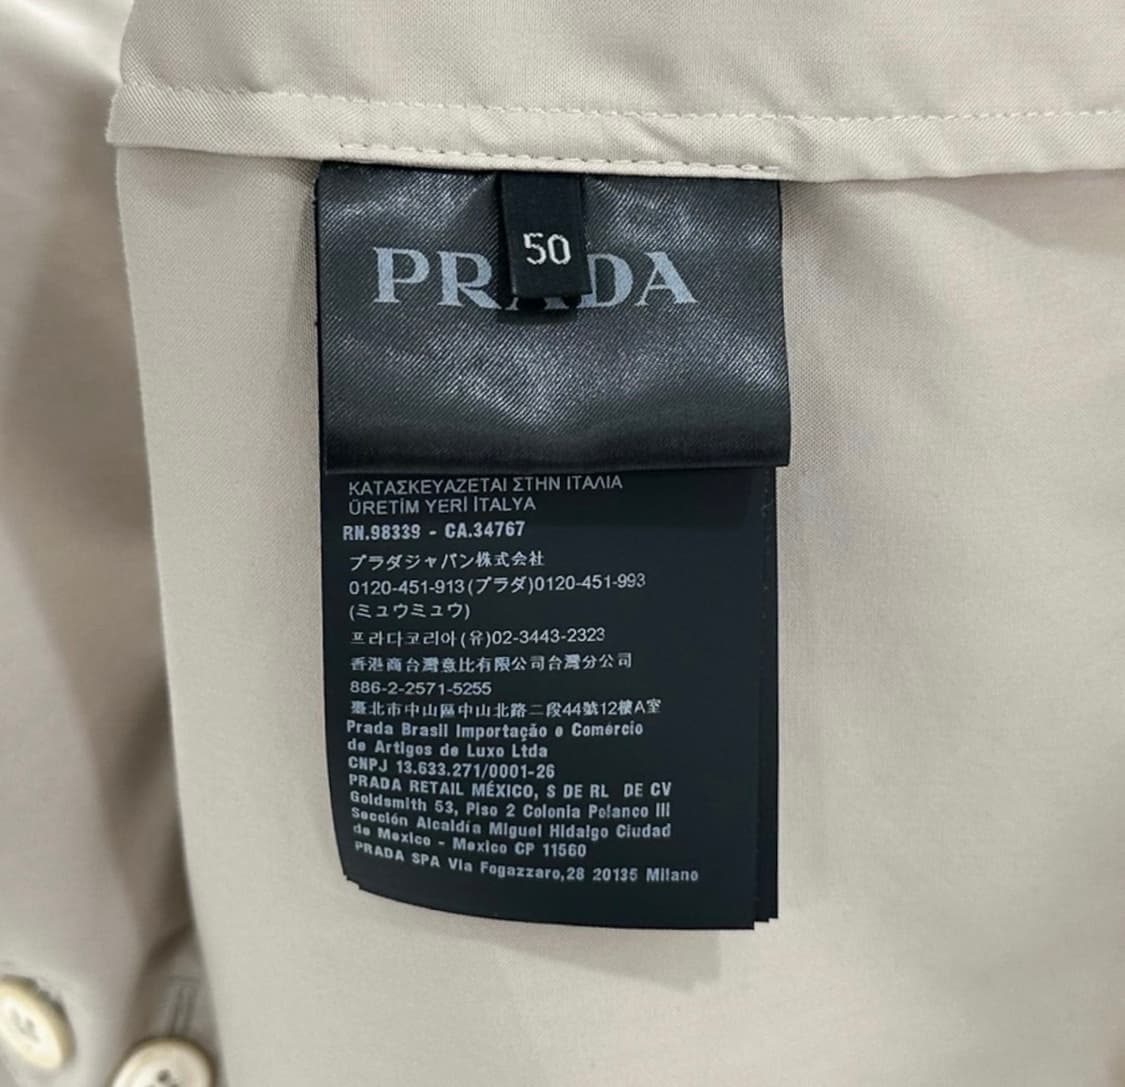 50
PRADA
ΚΑΤΑΣΚΕΥΑΖΕΤΑΙ ΣΤΗΝ ΙΤΑΛΙΑ
ÜRETİM YERİ İTALYA
RN.98339 - CA.34767
プラダジャパン株式会社
0120-451-913(プラダ)0120-451-993
(ミュウミュウ)
프라다코리아(유)02-3443-2323
香港商台灣意比有限公司台灣分公司
886-2-2571-5255
臺北市中山區中山北路二段44號12樓A室
Prada Brasil Importação e Comércio
de Artigos de Luxo Ltda
CNPJ 13.633.271/0001-26
PRADA RETAIL MÉXICO, S DE RL DE CV
Goldsmith 53, Piso 2 Colonia Polanco III
Sección Alcaldía Miguel Hidalgo Ciudad
de Mexico - Mexico CP 11560
PRADA SPA Via Fogazzaro,28 20135 Milano